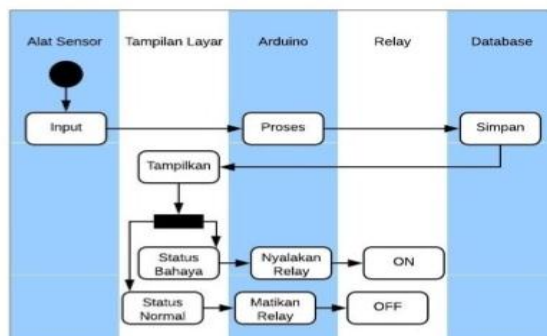 Alat Sensor
Tampilan Layar
Arduino
Relay
Database
Input
Proses
Simpan
Tampilkan
Status
Bahaya
Nyalakan
Relay
ON
Status
Normal
Matikan
Relay
OFF